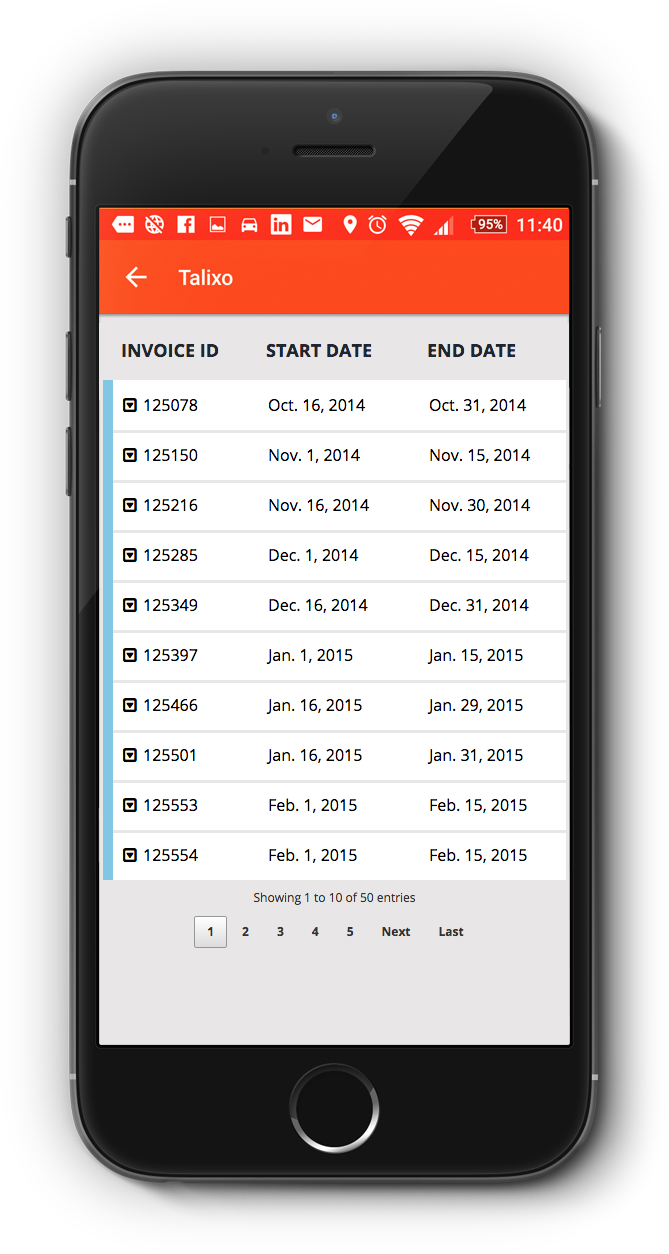 95% 11:40
Talixo
INVOICE ID START DATE END DATE
125078 Oct. 16, 2014 Oct. 31, 2014
125150 Nov. 1, 2014 Nov. 15, 2014
125216 Nov. 16, 2014 Nov. 30, 2014
125285 Dec. 1, 2014 Dec. 15, 2014
125349 Dec. 16, 2014 Dec. 31, 2014
125397 Jan. 1, 2015 Jan. 15, 2015
125466 Jan. 16, 2015 Jan. 29, 2015
125501 Jan. 16, 2015 Jan. 31, 2015
125553 Feb. 1, 2015 Feb. 15, 2015
125554 Feb. 1, 2015 Feb. 15, 2015
Showing 1 to 10 of 50 entries
1 2 3 4 5 Next Last